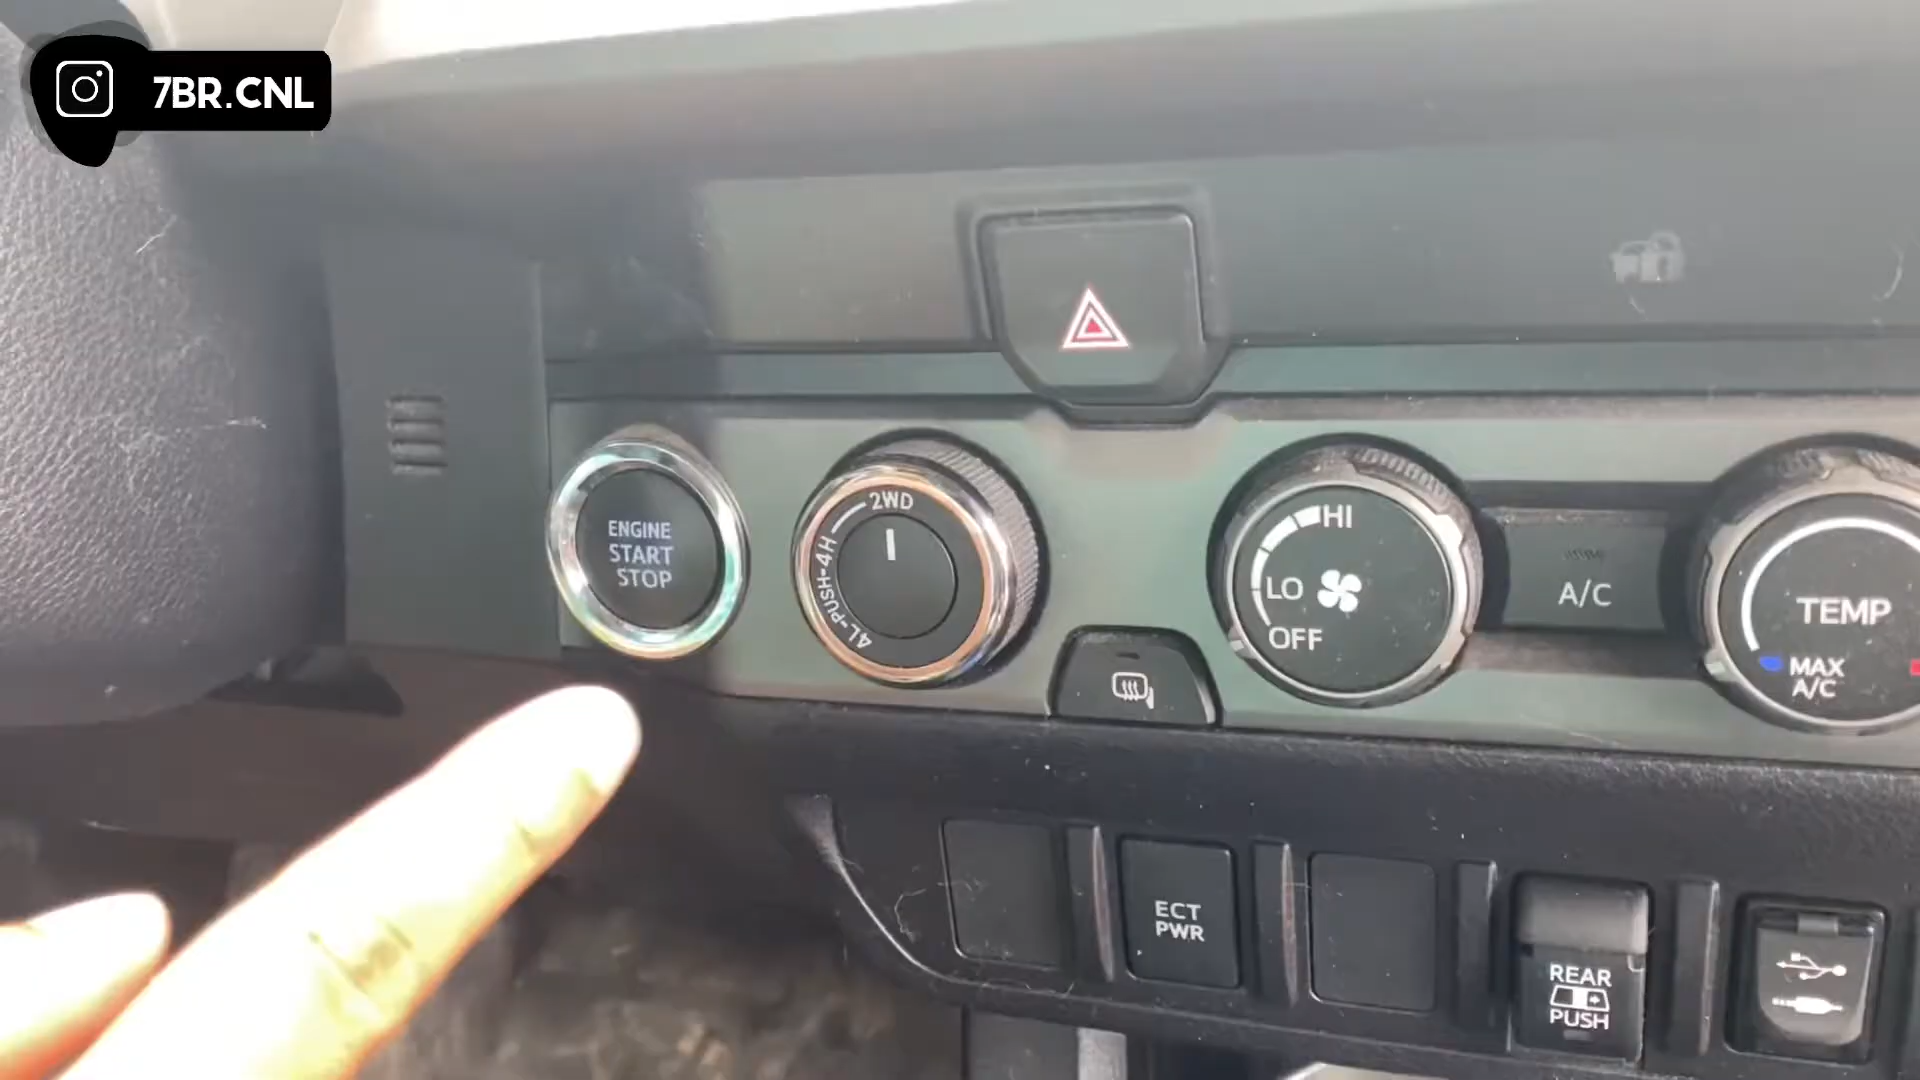 7BR.CNL
ENGINE
START
STOP
2WD
4L-PUSH-4H
HI
LO
OFF
A/C
TEMP
MAX
A/C
ECT
PWR
REAR
PUSH